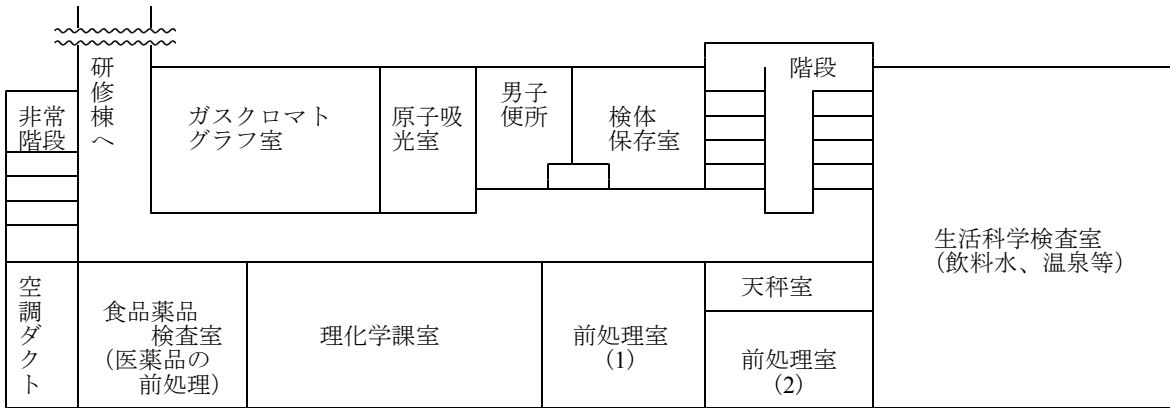 研修棟へ
非常
階段
ガスクロマト
グラフ室
原子吸
光室
男子
便所
検体
保存室
階段
生活科学検査室
(飲料水、温泉等)
空調ダクト
食品薬品
検査室
(医薬品の
前処理)
理化学課室
前処理室
(1)
天秤室
前処理室
(2)